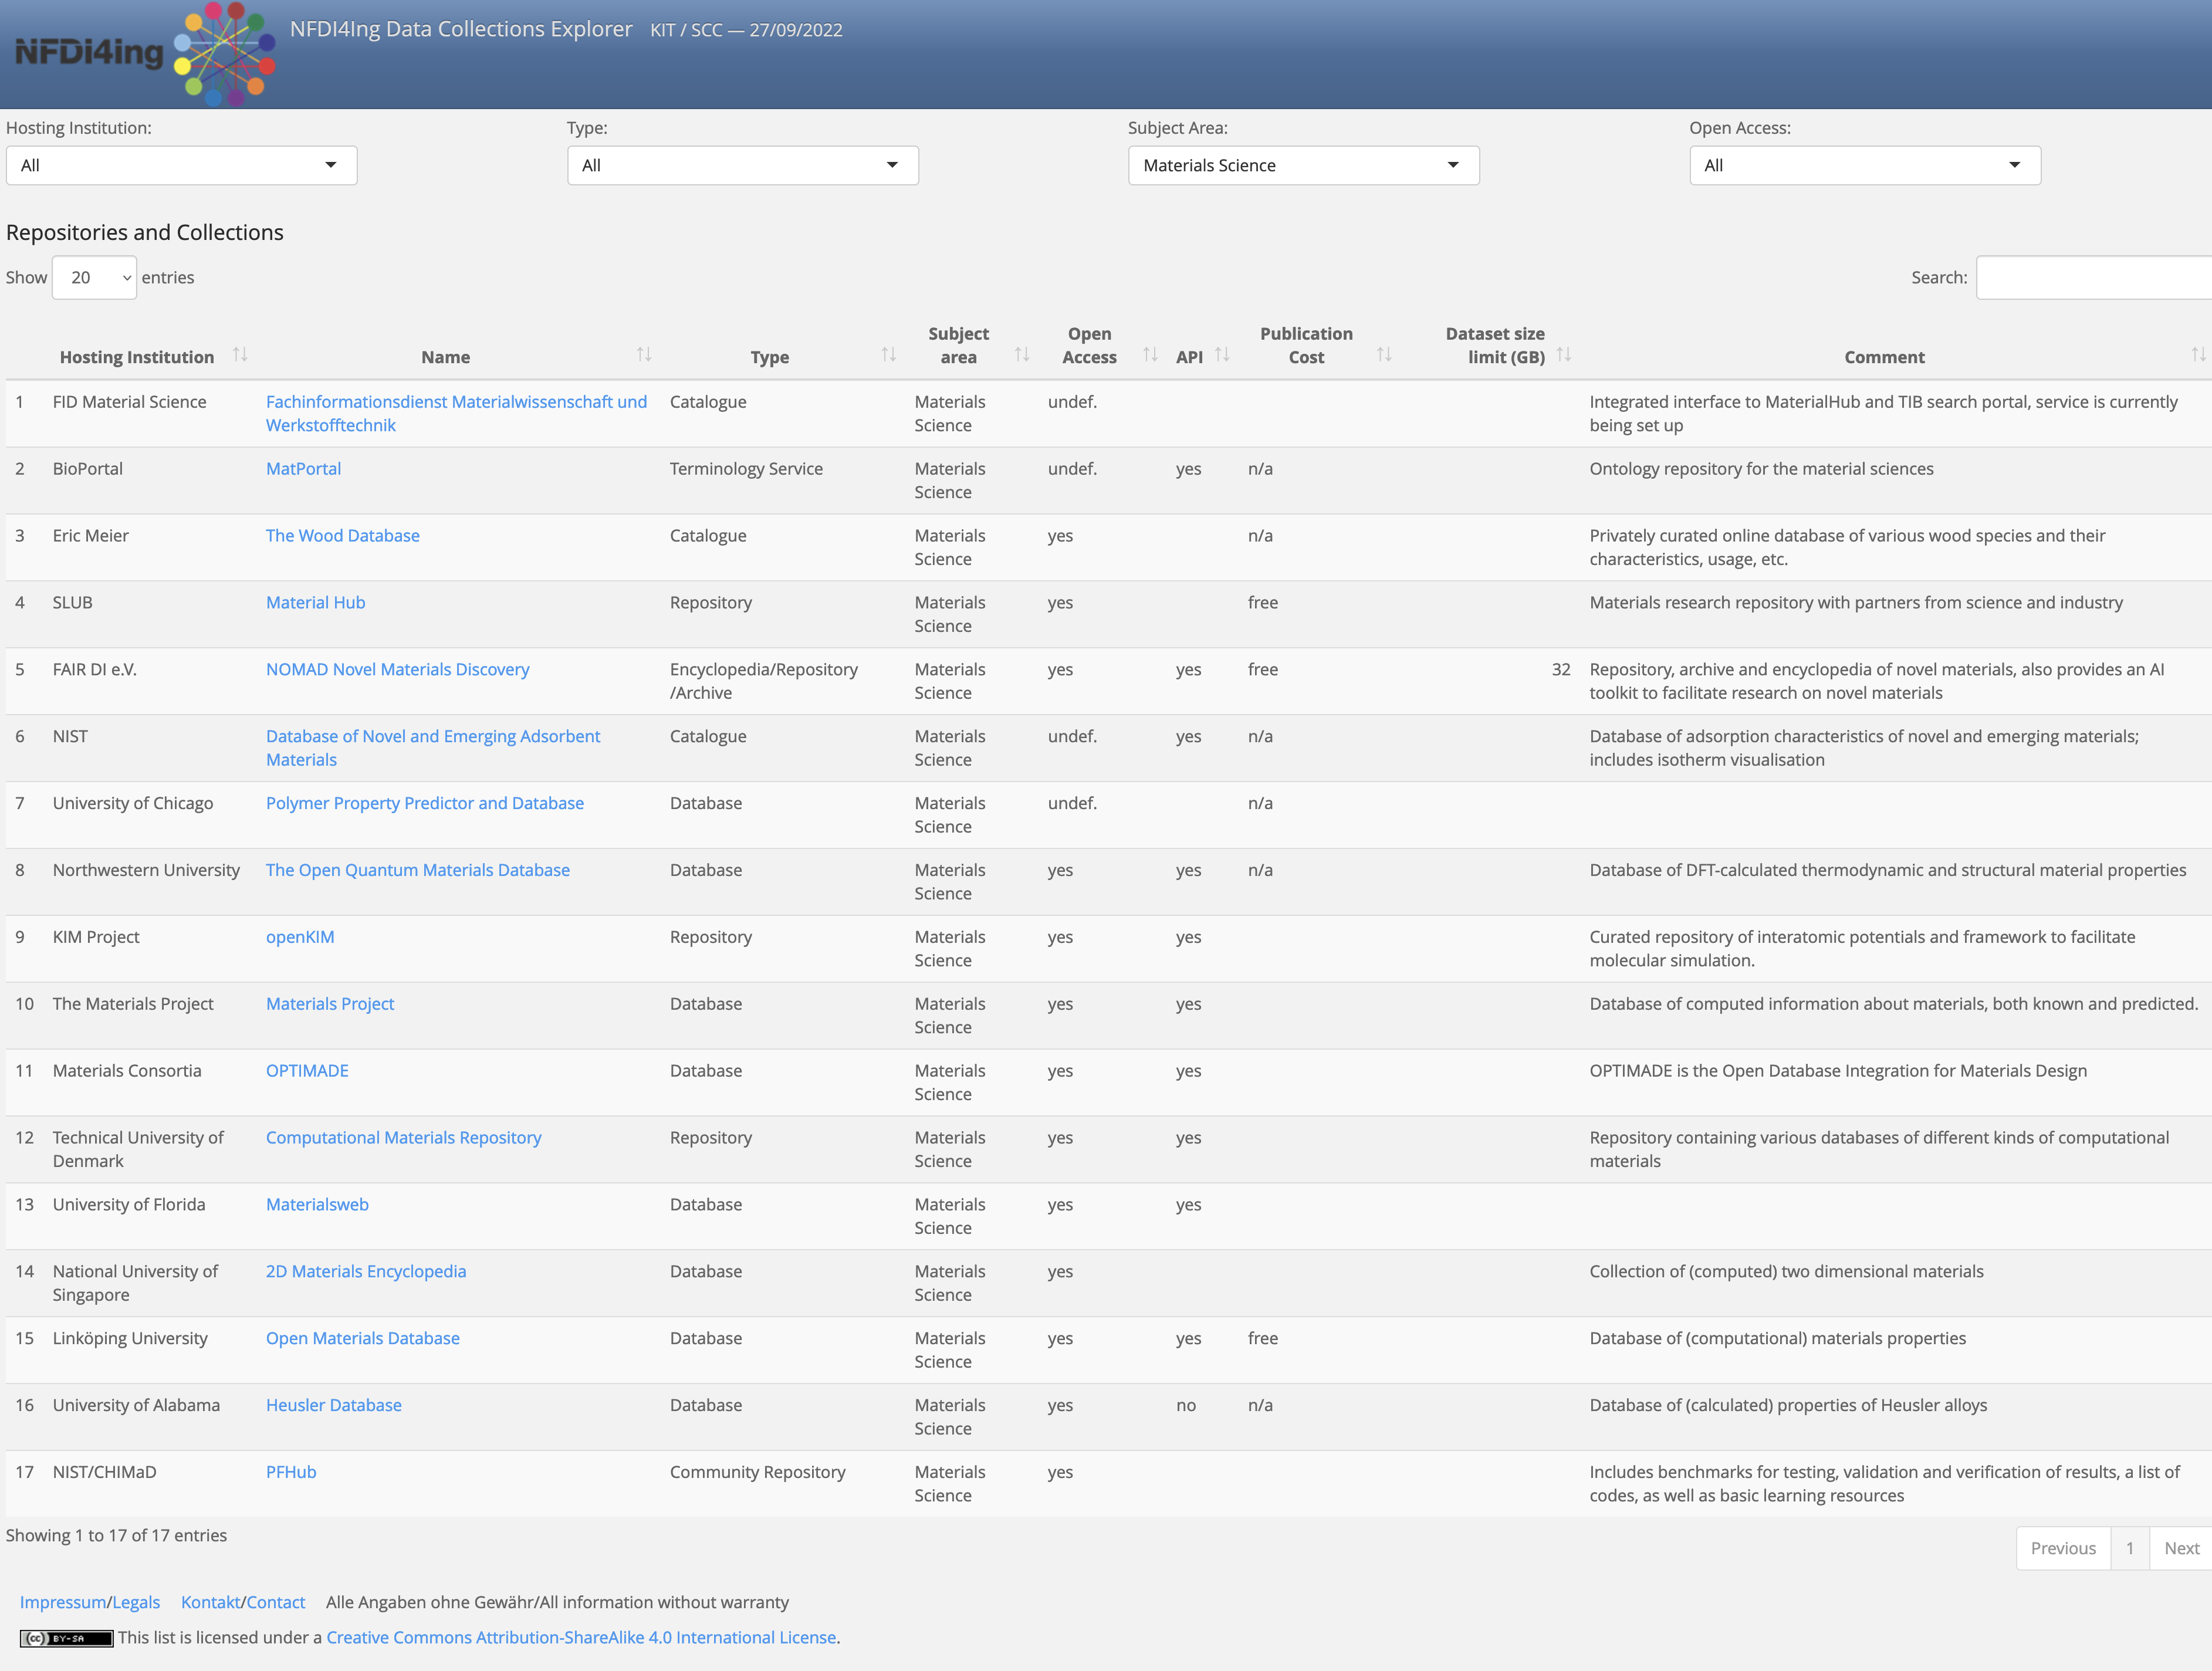 NFDi4ing
NFDI4Ing Data Collections Explorer KIT / SCC — 27/09/2022
Hosting Institution: Type: Subject Area: Open Access:
All All Materials Science All
Repositories and Collections
Show 20 entries Search:
Subject Open Publication Dataset size
Hosting Institution Name Type area Access API Cost limit (GB) Comment
1 FID Material Science Fachinformationsdienst Materialwissenschaft und Catalogue Materials undef. Integrated interface to MaterialHub and TIB search portal, service is currently
Werkstofftechnik Science being set up
2 BioPortal MatPortal Terminology Service Materials undef. yes n/a Ontology repository for the material sciences
Science
3 Eric Meier The Wood Database Catalogue Materials yes n/a Privately curated online database of various wood species and their
Science characteristics, usage, etc.
4 SLUB Material Hub Repository Materials yes free Materials research repository with partners from science and industry
Science
5 FAIR DI e.V. NOMAD Novel Materials Discovery Encyclopedia/Repository Materials yes yes free 32 Repository, archive and encyclopedia of novel materials, also provides an AI
/Archive Science toolkit to facilitate research on novel materials
6 NIST Database of Novel and Emerging Adsorbent Catalogue Materials undef. yes n/a Database of adsorption characteristics of novel and emerging materials;
Materials Science includes isotherm visualisation
7 University of Chicago Polymer Property Predictor and Database Database Materials undef. n/a
Science
8 Northwestern University The Open Quantum Materials Database Database Materials yes yes n/a Database of DFT-calculated thermodynamic and structural material properties
Science
9 KIM Project openKIM Repository Materials yes yes Curated repository of interatomic potentials and framework to facilitate
Science molecular simulation.
10 The Materials Project Materials Project Database Materials yes yes Database of computed information about materials, both known and predicted.
Science
11 Materials Consortia OPTIMADE Database Materials yes yes OPTIMADE is the Open Database Integration for Materials Design
Science
12 Technical University of Computational Materials Repository Repository Materials yes yes Repository containing various databases of different kinds of computational
Denmark Science materials
13 University of Florida Materialsweb Database Materials yes yes
Science
14 National University of 2D Materials Encyclopedia Database Materials yes Collection of (computed) two dimensional materials
Singapore Science
15 Linköping University Open Materials Database Database Materials yes yes free Database of (computational) materials properties
Science
16 University of Alabama Heusler Database Database Materials yes no n/a Database of (calculated) properties of Heusler alloys
Science
17 NIST/CHIMaD PFHub Community Repository Materials yes Includes benchmarks for testing, validation and verification of results, a list of
Science codes, as well as basic learning resources
Showing 1 to 17 of 17 entries
Previous 1 Next
Impressum/Legals Kontakt/Contact Alle Angaben ohne Gewähr/All information without warranty
(cc) BY-SA This list is licensed under a Creative Commons Attribution-ShareAlike 4.0 International License.